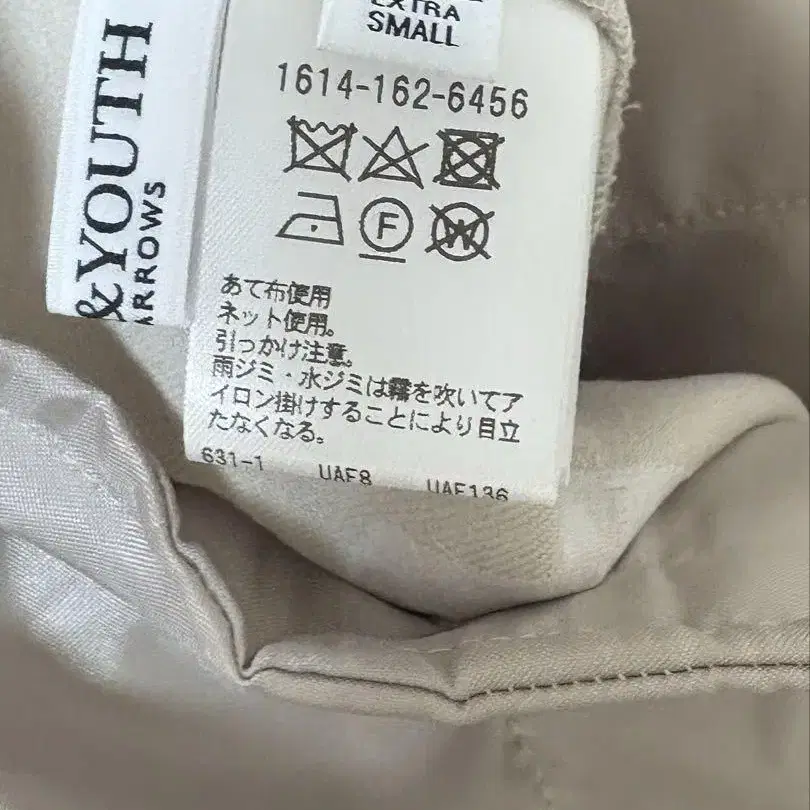 EXTRA
SMALL
&YOUTH
ARROWS
1614-162-6456
F
W
あて布使用
ネット使用。
引っかけ注意。
雨ジミ・水ジミは霧を吹いてア
イロン掛けすることにより目立
たなくなる。
631-1 UAF8 UAF136